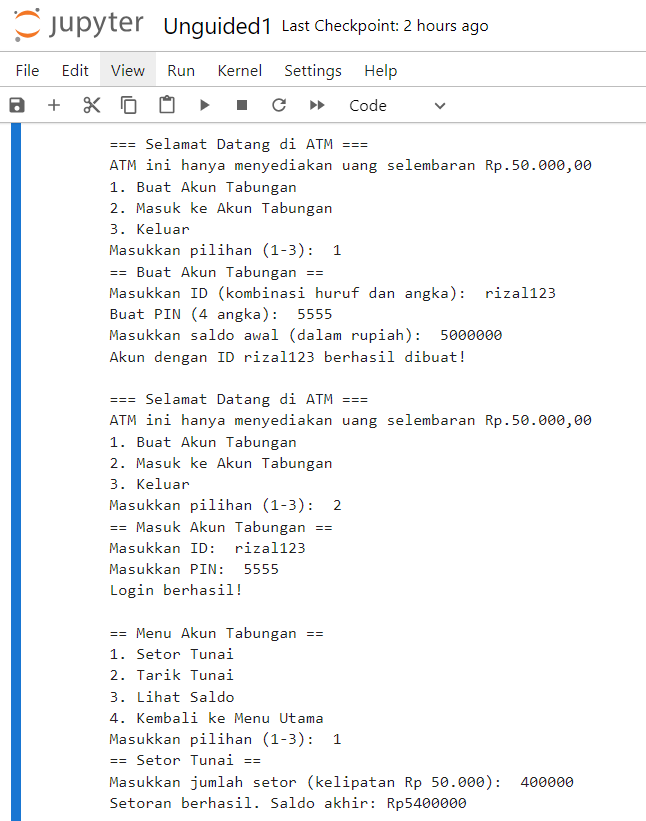 jupyter Unguided1 Last Checkpoint: 2 hours ago
File Edit View Run Kernel Settings Help
Code
=== Selamat Datang di ATM ===
ATM ini hanya menyediakan uang selembaran Rp.50.000,00
1. Buat Akun Tabungan
2. Masuk ke Akun Tabungan
3. Keluar
Masukkan pilihan (1-3):  1
== Buat Akun Tabungan ==
Masukkan ID (kombinasi huruf dan angka):  rizal123
Buat PIN (4 angka):  5555
Masukkan saldo awal (dalam rupiah):  5000000
Akun dengan ID rizal123 berhasil dibuat!
=== Selamat Datang di ATM ===
ATM ini hanya menyediakan uang selembaran Rp.50.000,00
1. Buat Akun Tabungan
2. Masuk ke Akun Tabungan
3. Keluar
Masukkan pilihan (1-3):  2
== Masuk Akun Tabungan ==
Masukkan ID:  rizal123
Masukkan PIN:  5555
Login berhasil!
== Menu Akun Tabungan ==
1. Setor Tunai
2. Tarik Tunai
3. Lihat Saldo
4. Kembali ke Menu Utama
Masukkan pilihan (1-3):  1
== Setor Tunai ==
Masukkan jumlah setor (kelipatan Rp 50.000):  400000
Setoran berhasil. Saldo akhir: Rp5400000